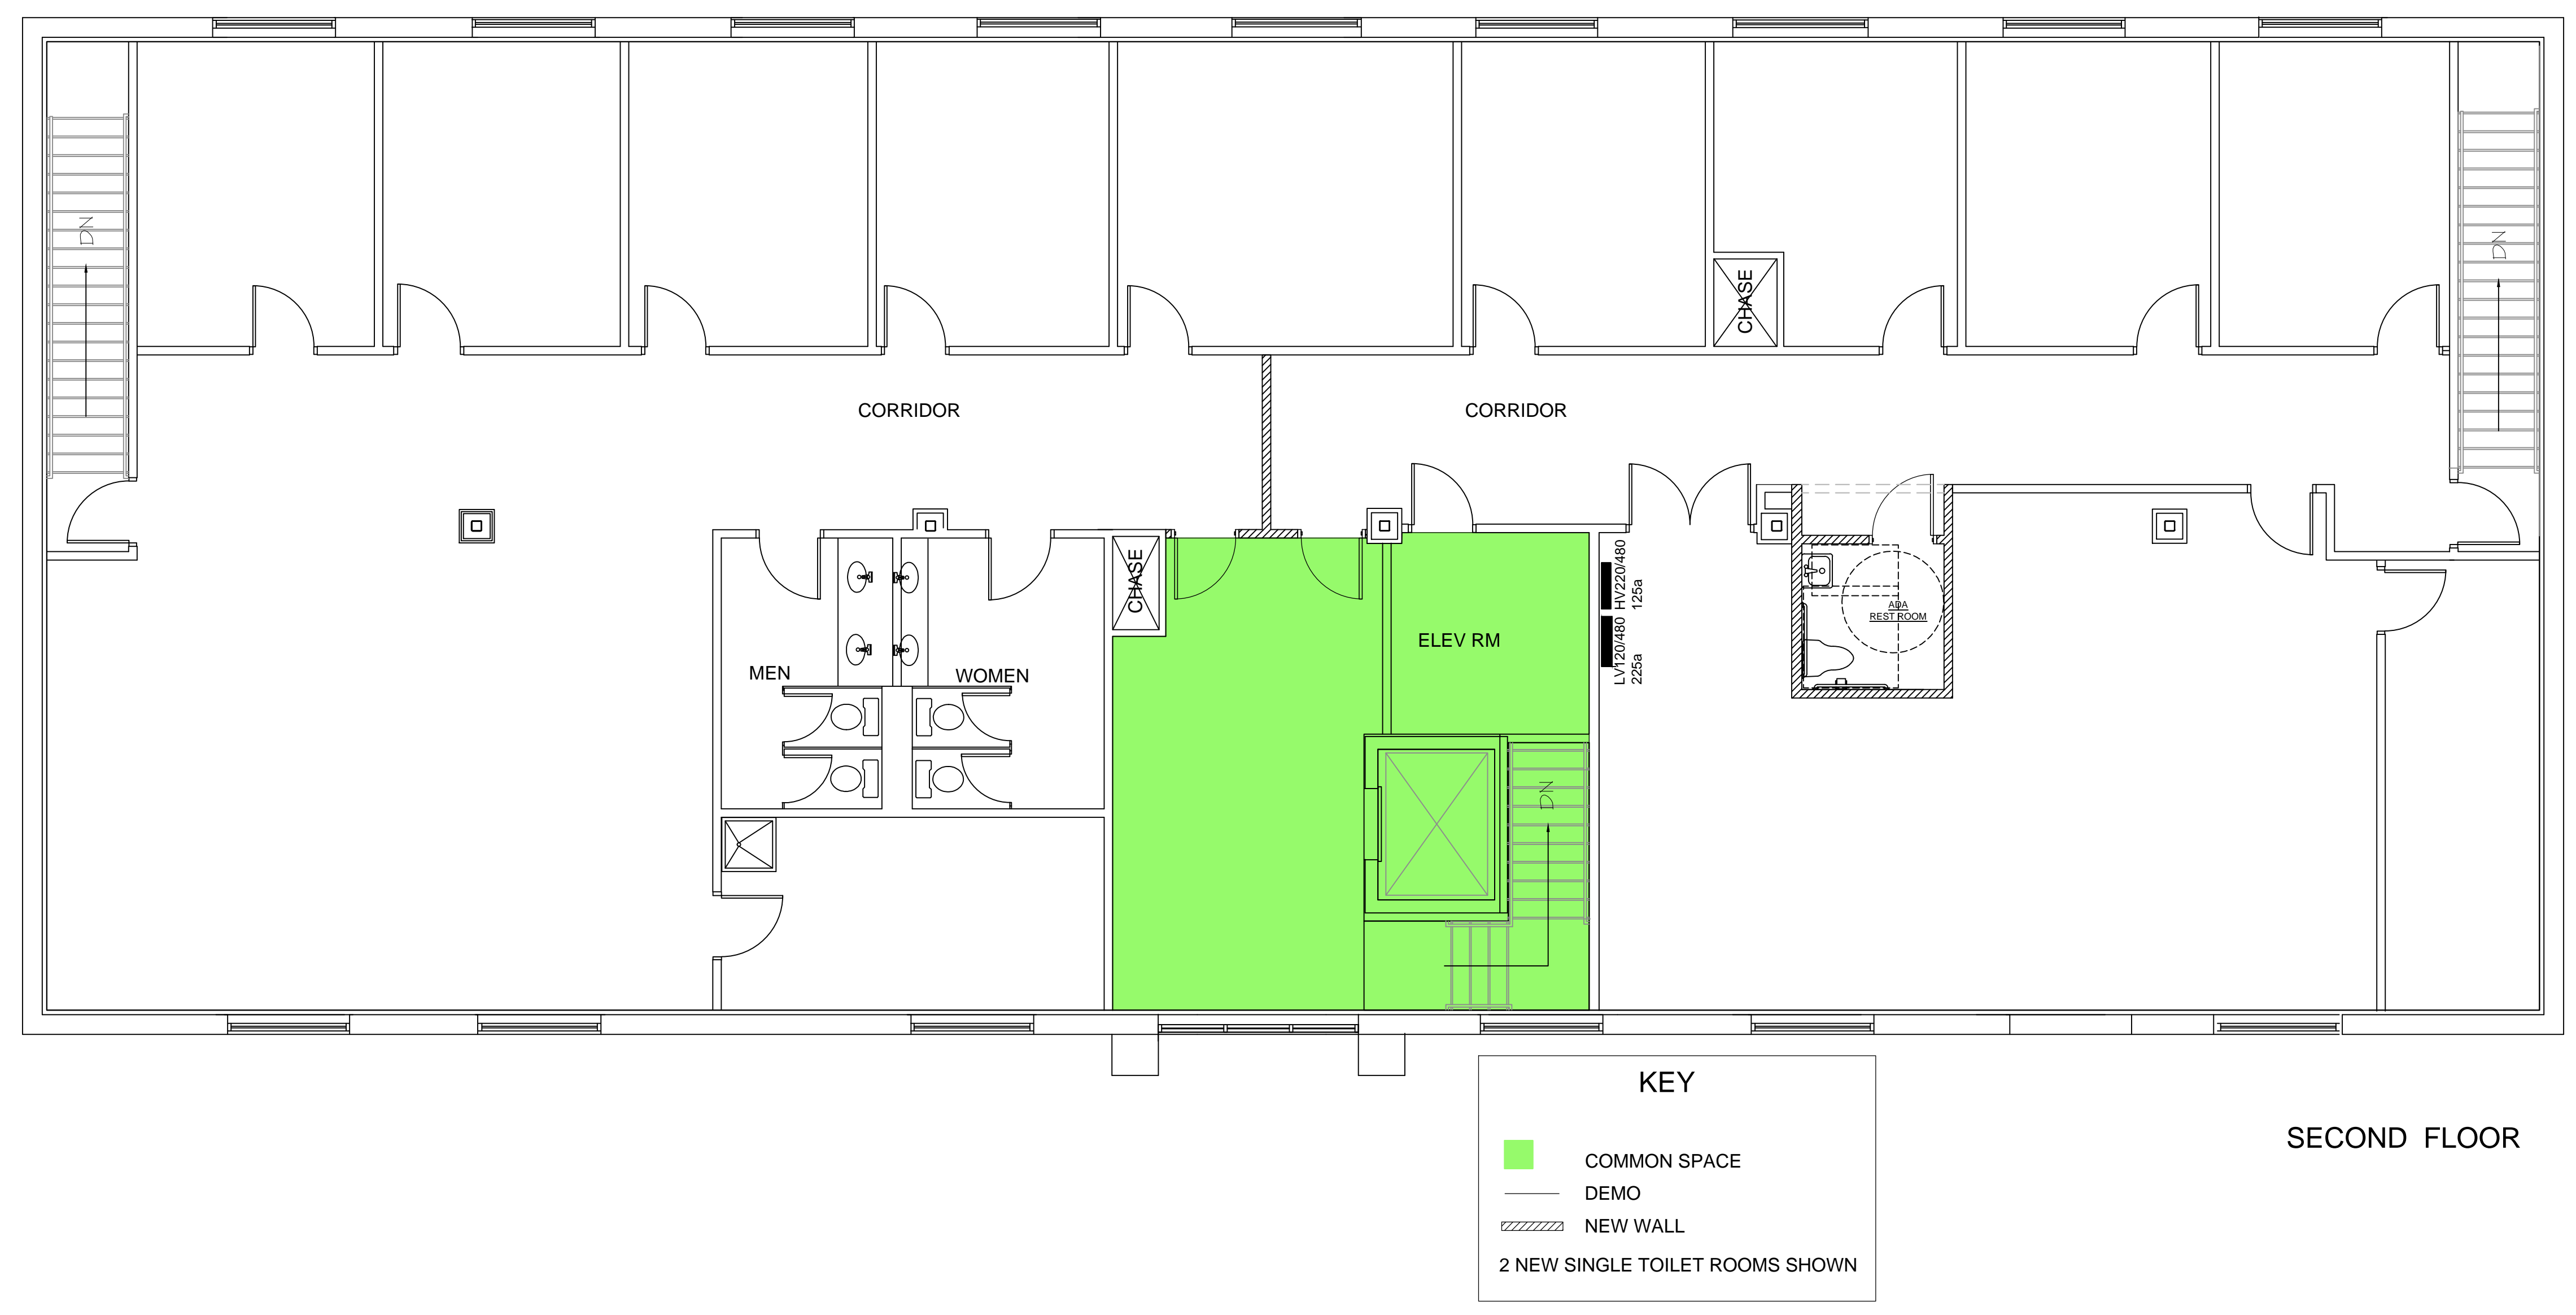 DN
DN
CHASE
CORRIDOR
CORRIDOR
CHASE
HV220/480
125a
LV120/480
225a
ADA
REST ROOM
ELEV RM
MEN
WOMEN
DN
KEY
COMMON SPACE
DEMO
NEW WALL
2 NEW SINGLE TOILET ROOMS SHOWN
SECOND FLOOR